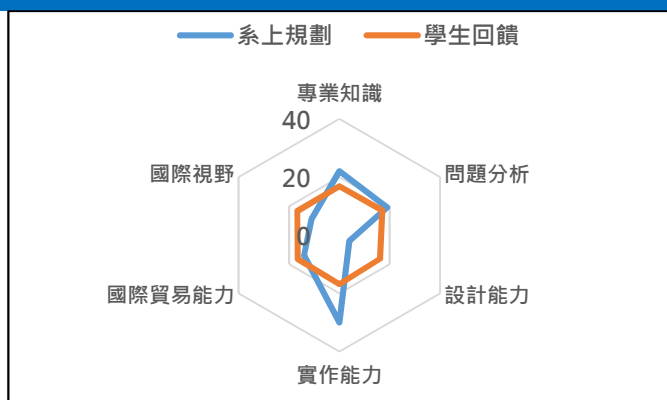 系上規劃 學生回饋
專業知識
40
國際視野 20 問題分析
0
國際貿易能力 設計能力
實作能力